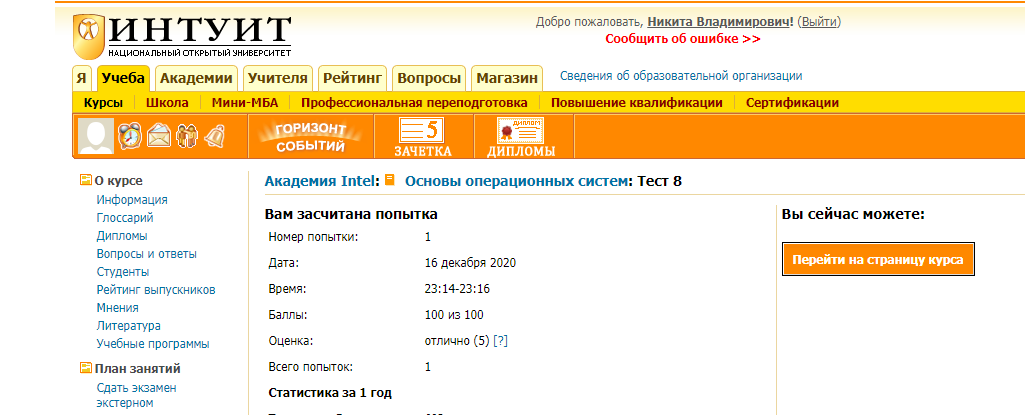 ИНТУИТ
НАЦИОНАЛЬНЫЙ ОТКРЫТЫЙ УНИВЕРСИТЕТ
Добро пожаловать, Никита Владимирович! (Выйти)
Сообщить об ошибке >>
Я Учеба Академии Учителя Рейтинг Вопросы Магазин Сведения об образовательной организации
Курсы Школа Мини-МБА Профессиональная переподготовка Повышение квалификации Сертификации
ГОРИЗОНТ СОБЫТИЙ
5 ЗАЧЕТКА
ДИПЛОМ ДИПЛОМЫ
О курсе
Информация
Глоссарий
Дипломы
Вопросы и ответы
Студенты
Рейтинг выпускников
Мнения
Литература
Учебные программы
План занятий
Сдать экзамен
экстерном
Академия Intel: Основы операционных систем: Тест 8
Вам засчитана попытка
Номер попытки: 1
Дата: 16 декабря 2020
Время: 23:14-23:16
Баллы: 100 из 100
Оценка: отлично (5) [?]
Всего попыток: 1
Статистика за 1 год
Вы сейчас можете:
Перейти на страницу курса